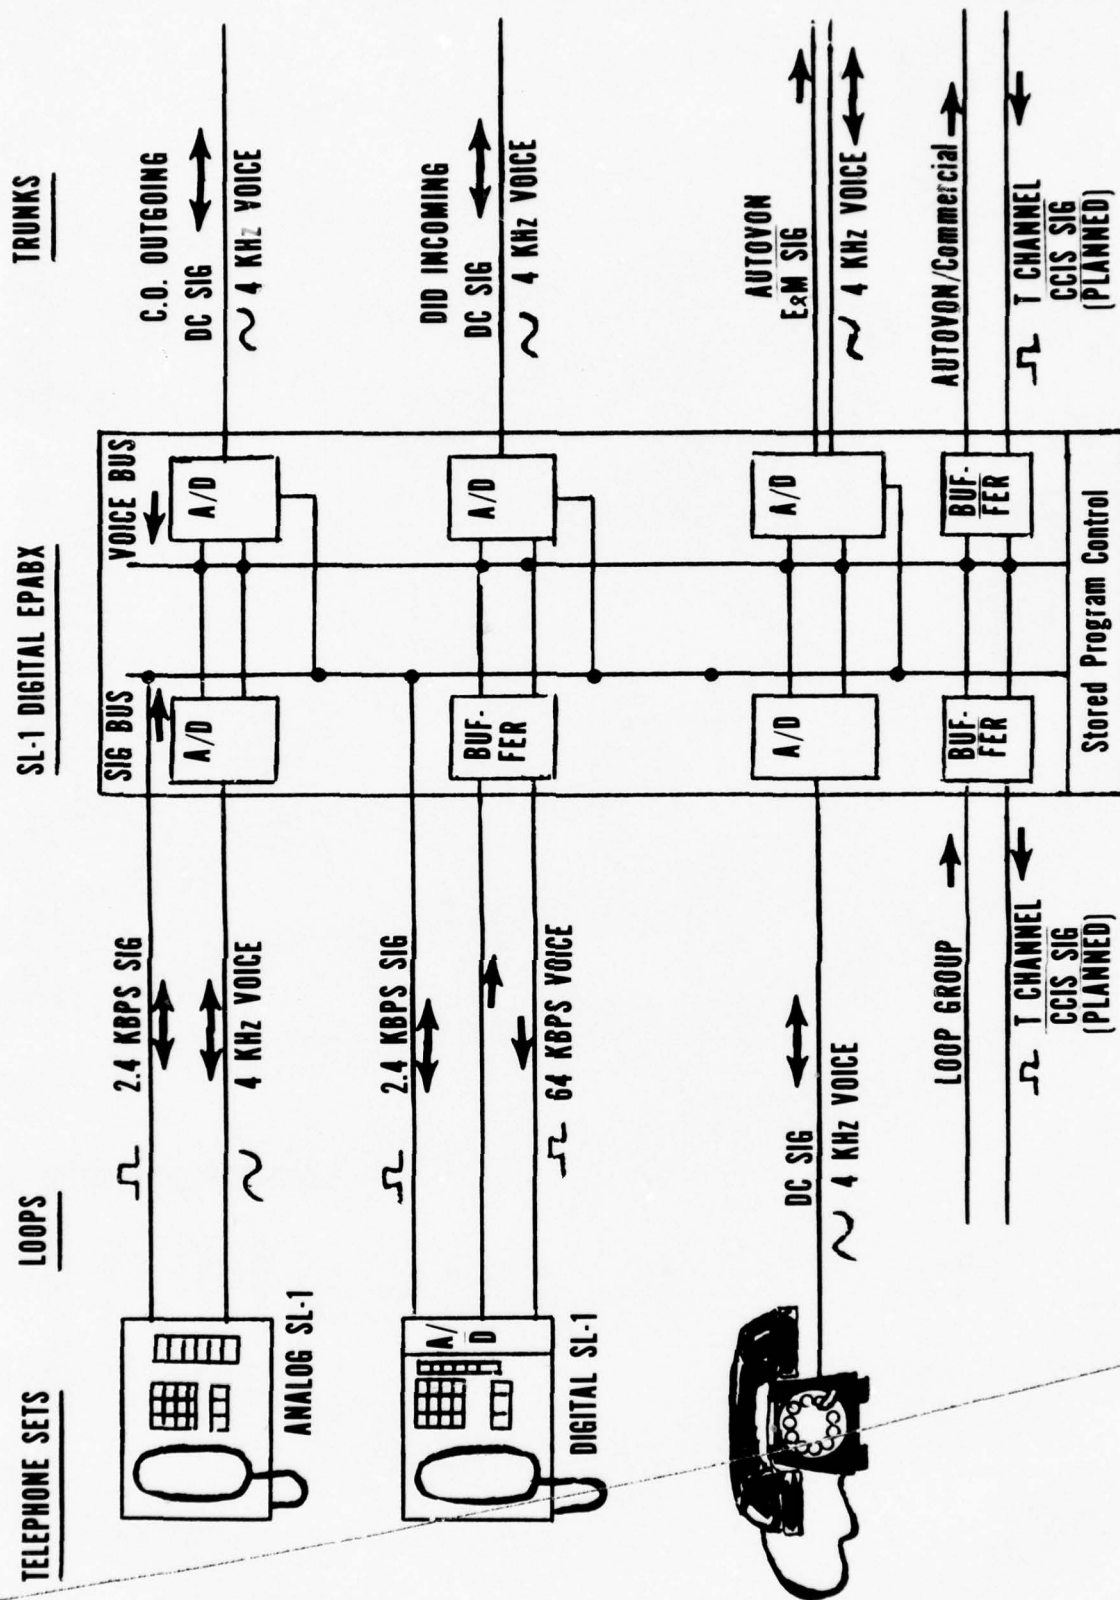 TELEPHONE SETS
LOOPS
SL-1 DIGITAL EPABX
TRUNKS
ANALOG SL-1
2.4 KBPS SIG
4 KHz VOICE
SIG BUS
VOICE BUS
A/D
A/D
C.O. OUTGOING
DC SIG
4 KHz VOICE
A/
D
DIGITAL SL-1
2.4 KBPS SIG
64 KBPS VOICE
BUF-
FER
A/D
DID INCOMING
DC SIG
4 KHz VOICE
DC SIG
4 KHz VOICE
A/D
A/D
AUTOVON
E&M SIG
4 KHz VOICE
LOOP GROUP
T CHANNEL
CCIS SIG
(PLANNED)
BUF-
FER
BUF-
FER
AUTOVON/Commercial
T CHANNEL
CCIS SIG
(PLANNED)
Stored Program Control